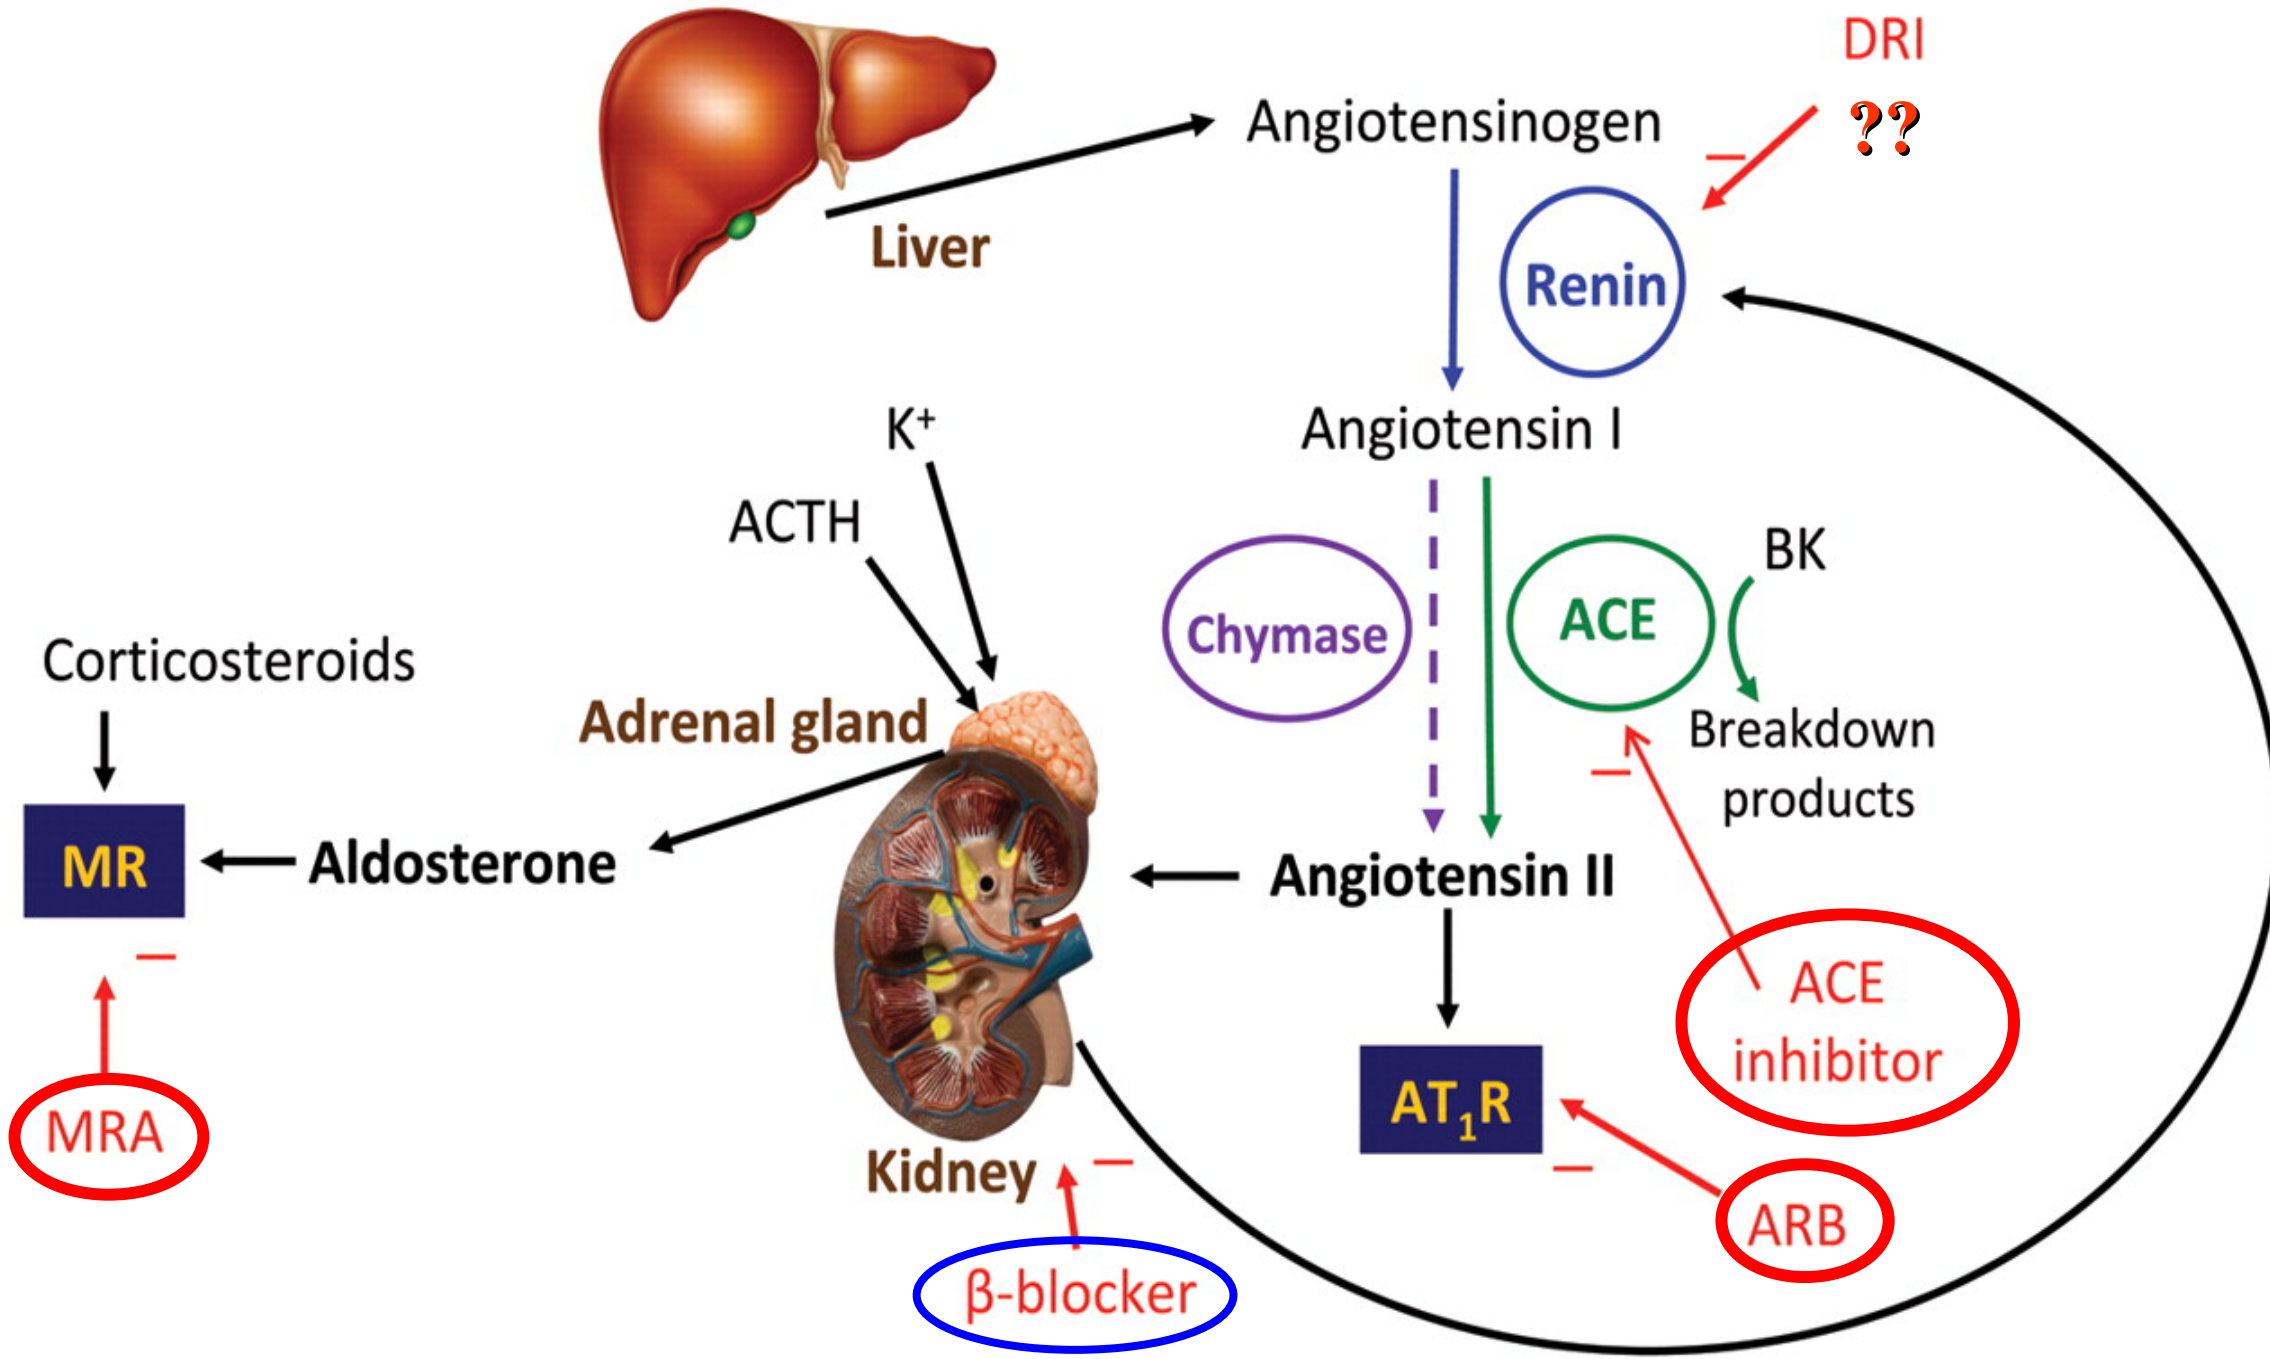 DRI
??
Angiotensinogen
Liver
Renin
K⁺
Angiotensin I
ACTH
BK
Chymase
ACE
Corticosteroids
Adrenal gland
Breakdown
products
MR
Aldosterone
Angiotensin II
–
–
ACE
inhibitor
MRA
AT₁R
–
Kidney
–
–
ARB
β-blocker